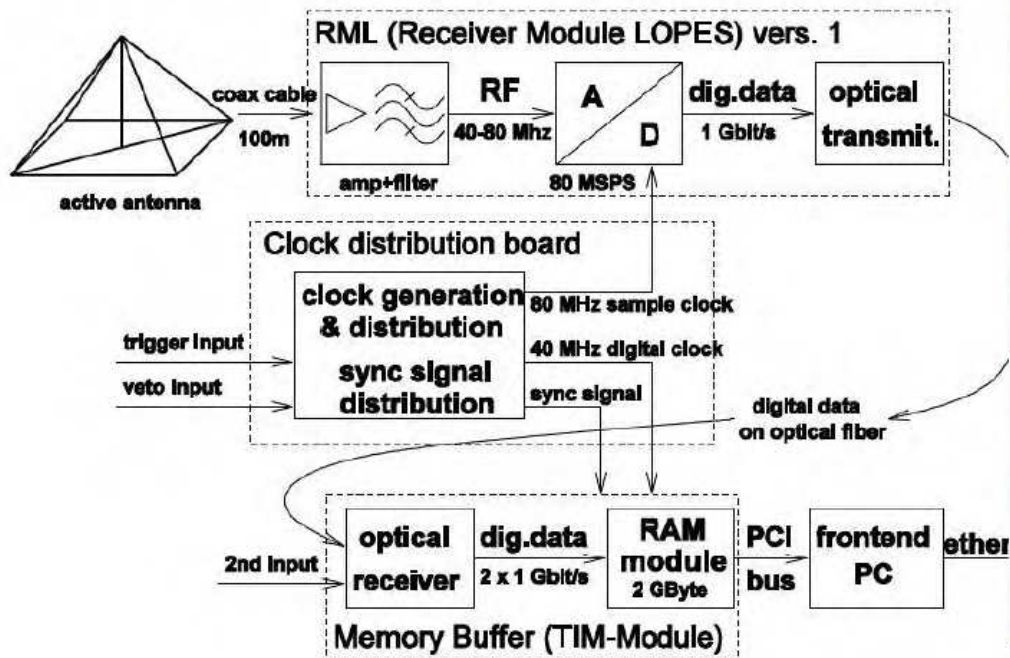 RML (Receiver Module LOPES) vers. 1
coax cable
100m
active antenna
RF
40-80 Mhz
A
D
dig.data
1 Gbit/s
optical
transmit.
amp+filter
80 MSPS
Clock distribution board
clock generation
& distribution
sync signal
distribution
80 MHz sample clock
40 MHz digital clock
sync signal
trigger input
veto input
digital data
on optical fiber
2nd input
optical
receiver
dig.data
2 x 1 Gbit/s
RAM
module
2 GByte
PCI
bus
frontend
PC
ether
Memory Buffer (TIM-Module)